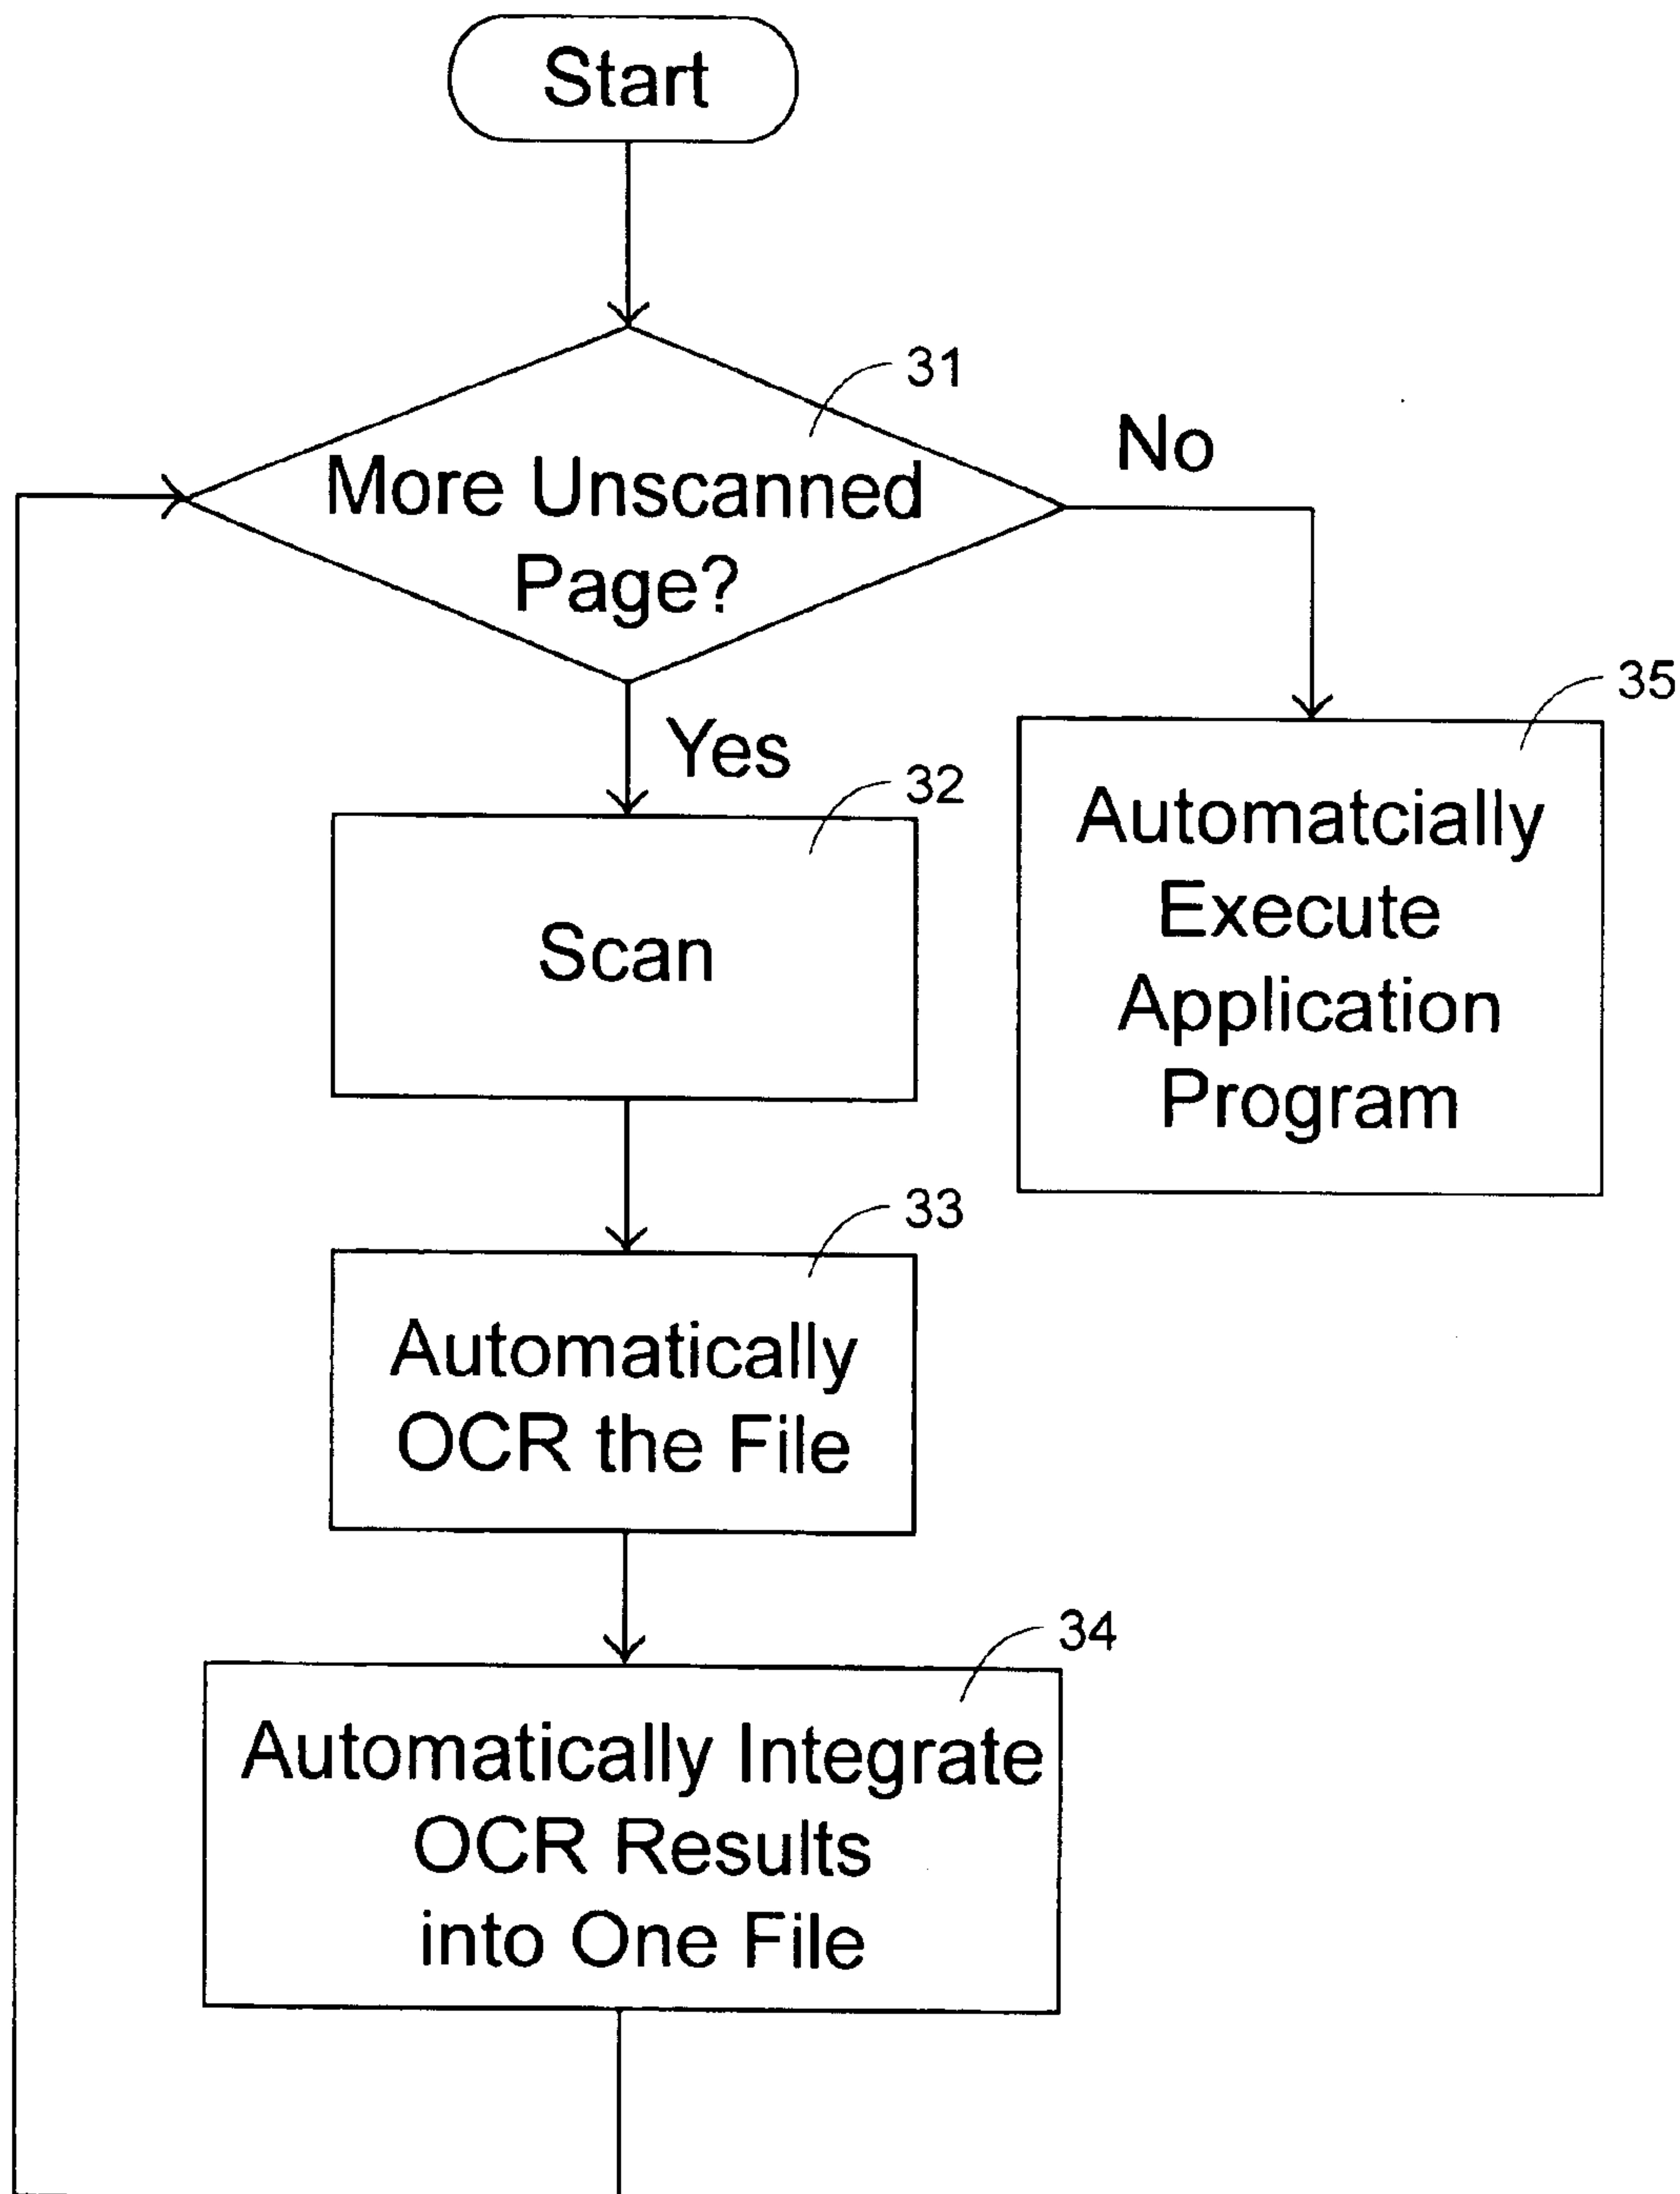 Start
31
More Unscanned
Page?
No
Yes
35
Automatcially
Execute
Application
Program
32
Scan
33
Automatically
OCR the File
34
Automatically Integrate
OCR Results
into One File